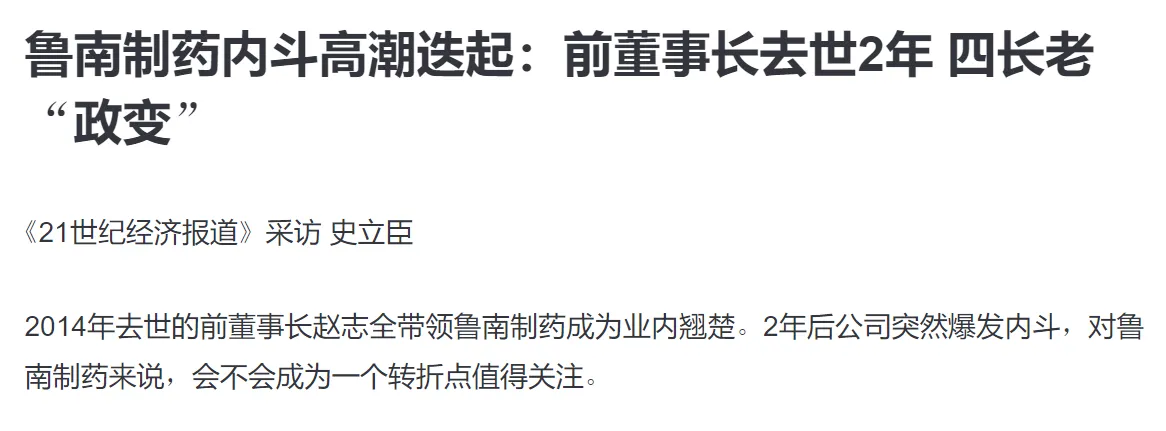 鲁南制药内斗高潮迭起：前董事长去世2年 四长老
“政变”
《21世纪经济报道》采访 史立臣
2014年去世的前董事长赵志全带领鲁南制药成为业内翘楚。2年后公司突然爆发内斗，对鲁
南制药来说，会不会成为一个转折点值得关注。